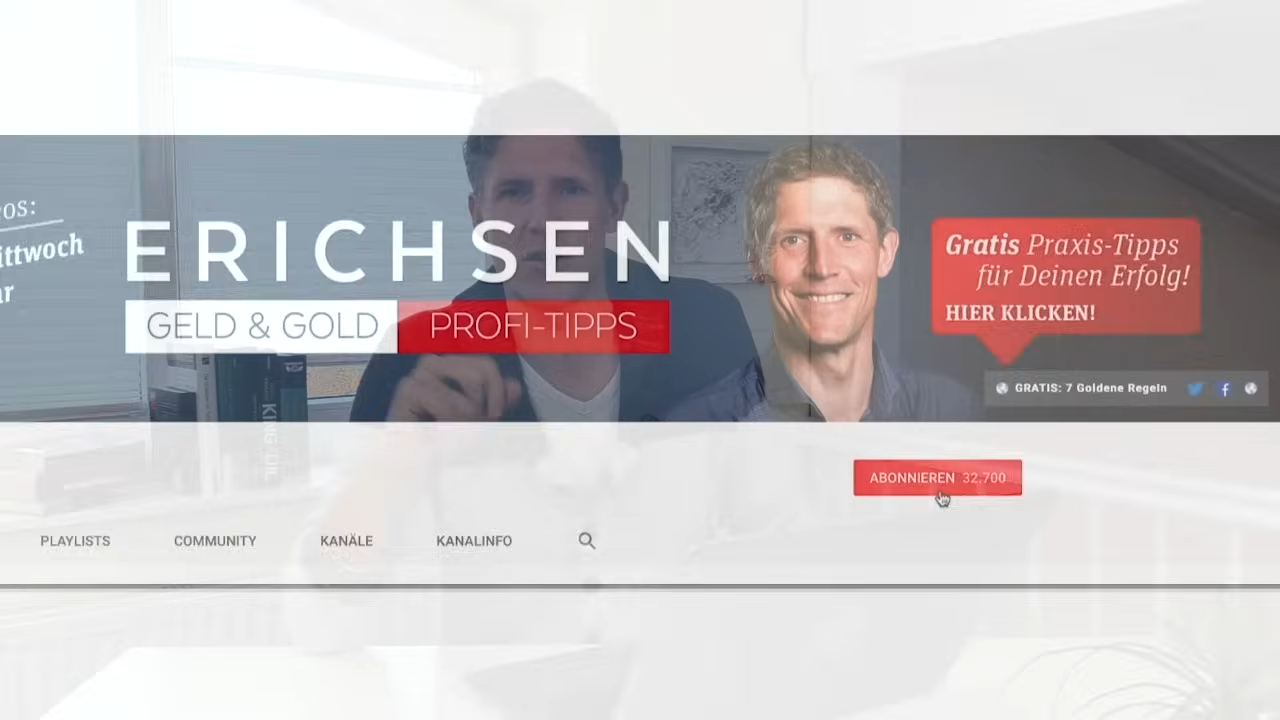 ittwoch
ERICHSEN
GELD & GOLD PROFI-TIPPS
Gratis Praxis-Tipps
für Deinen Erfolg!
HIER KLICKEN!
GRATIS: 7 Goldene Regeln
ABONNIEREN 32.700
PLAYLISTS COMMUNITY KANÄLE KANALINFO